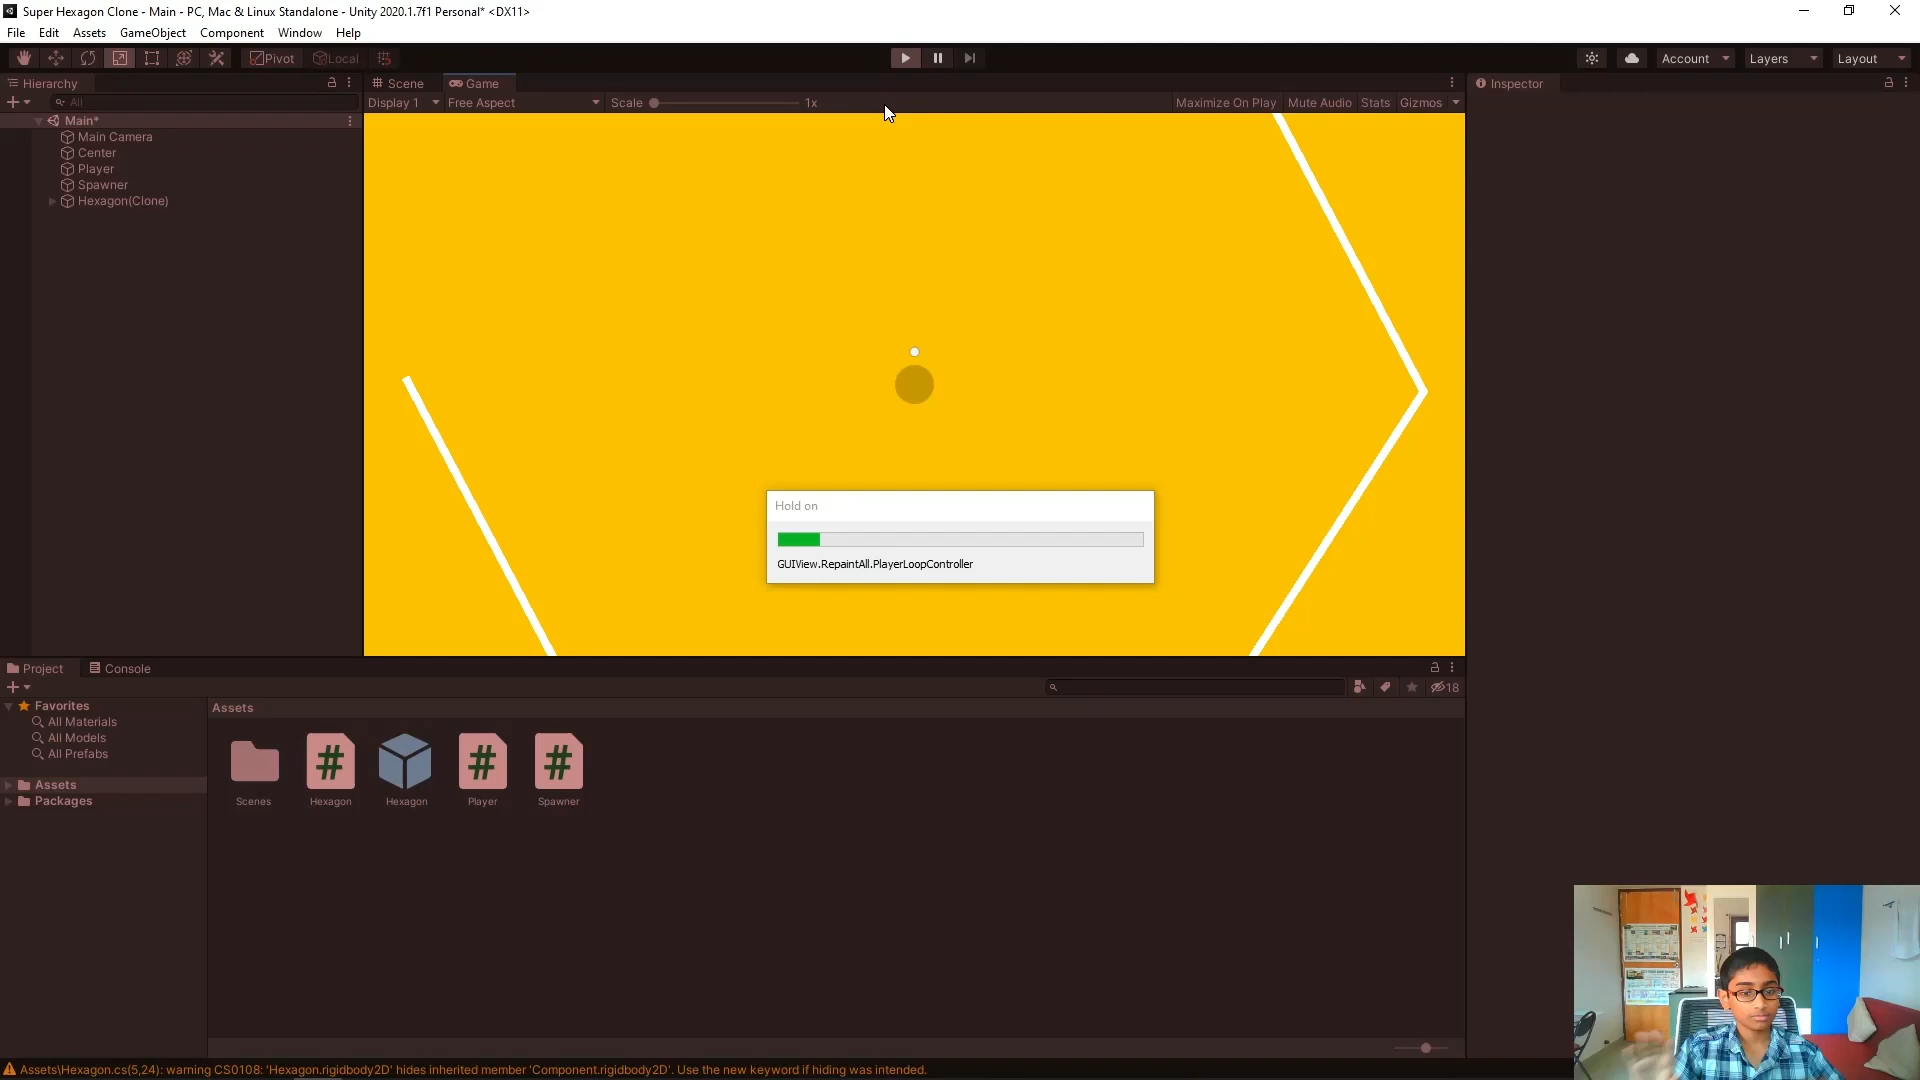 Super Hexagon Clone - Main - PC, Mac & Linux Standalone - Unity 2020.1.7f1 Personal* <DX11>
File Edit Assets GameObject Component Window Help
Pivot Local Account Layers Layout
Hierarchy Scene Game Inspector
All Display 1 Free Aspect Scale 1x Maximize On Play Mute Audio Stats Gizmos
Main*
Main Camera
Center
Player
Spawner
Hexagon(Clone)
Hold on
GUIView.RepaintAll.PlayerLoopController
Project Console
18
Favorites Assets
All Materials
All Models
All Prefabs
Assets
Packages
Scenes Hexagon Hexagon Player Spawner
Assets\Hexagon.cs(5,24): warning CS0108: 'Hexagon.rigidbody2D' hides inherited member 'Component.rigidbody2D'. Use the new keyword if hiding was intended.